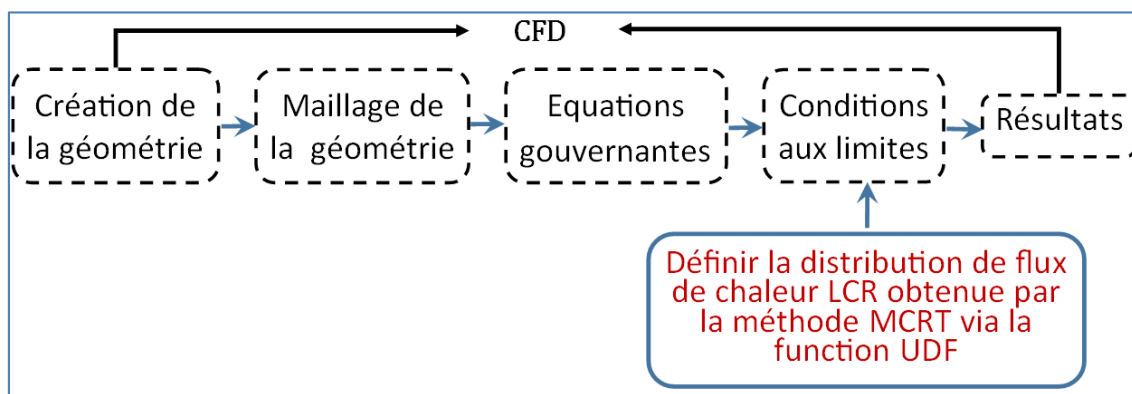 CFD
Création de
la géométrie
Maillage de
la géométrie
Equations
gouvernantes
Conditions
aux limites
Résultats
Définir la distribution de flux
de chaleur LCR obtenue par
la méthode MCRT via la
function UDF